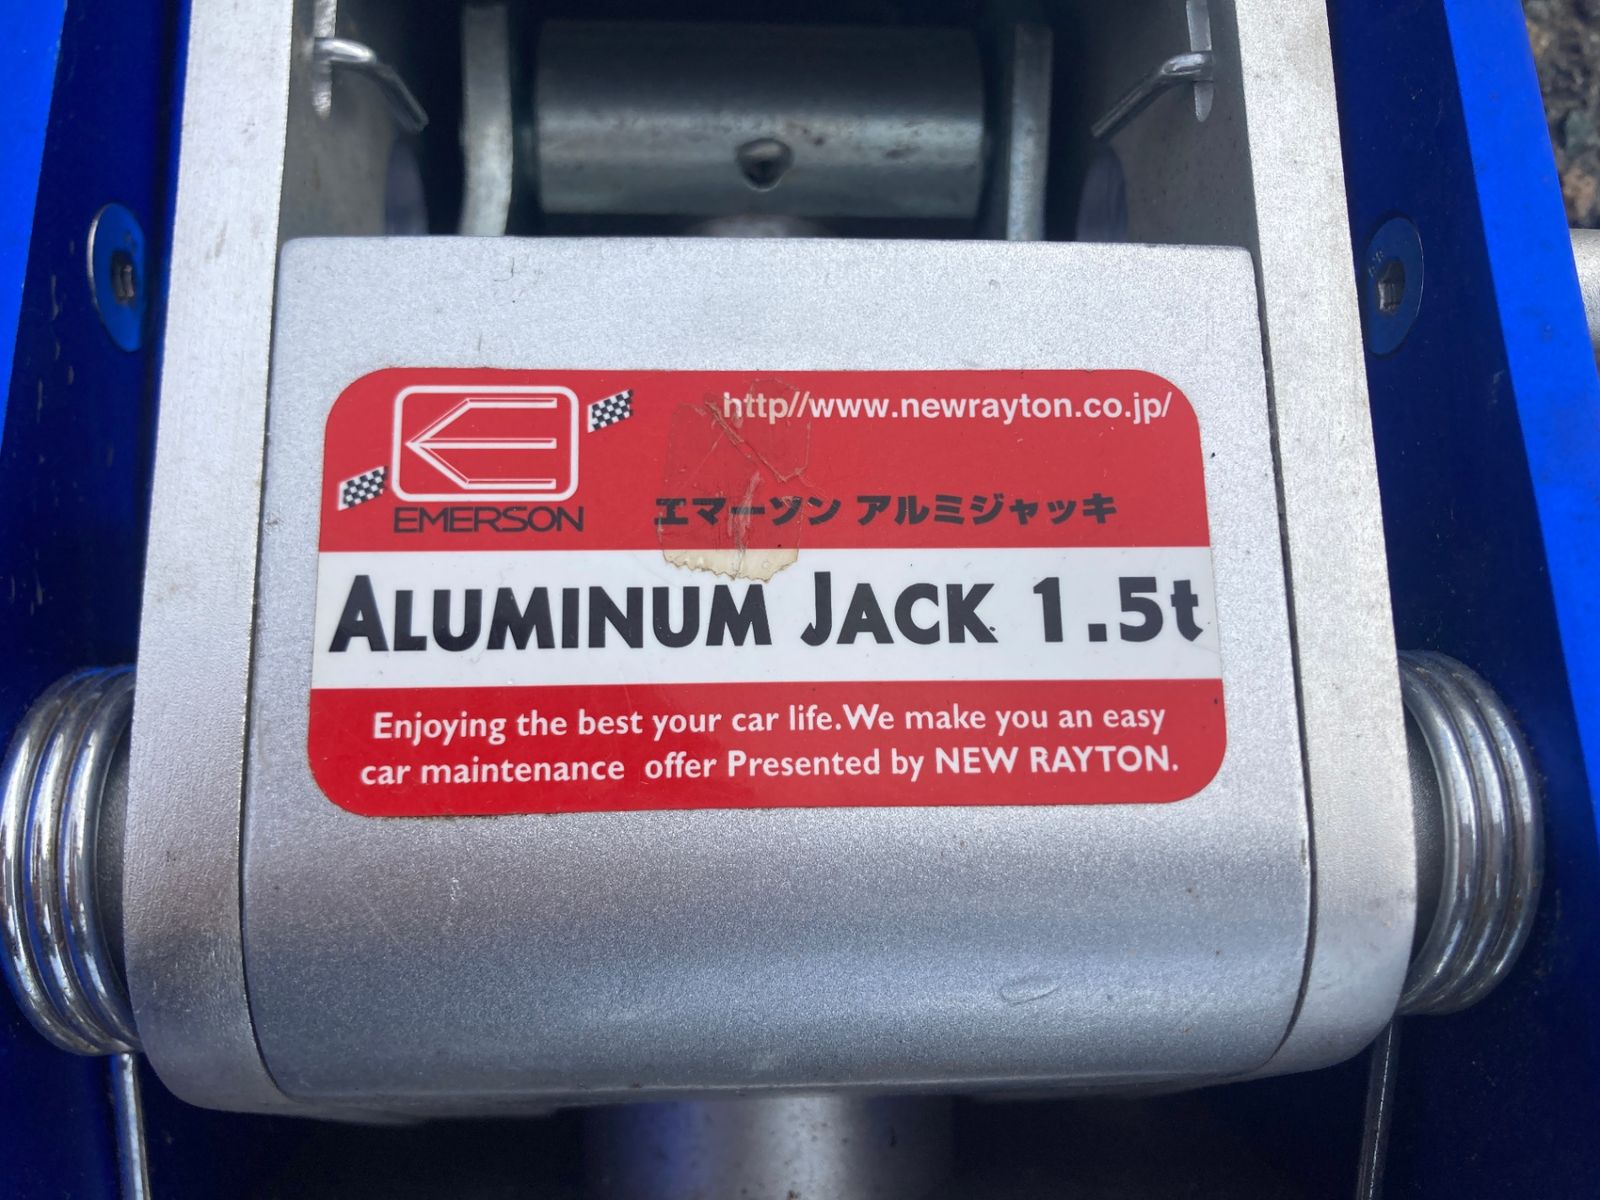 http//www.newrayton.co.jp/
EMERSON
エマーソン アルミジャッキ
ALUMINUM JACK 1.5t
Enjoying the best your car life.We make you an easy
car maintenance offer Presented by NEW RAYTON.